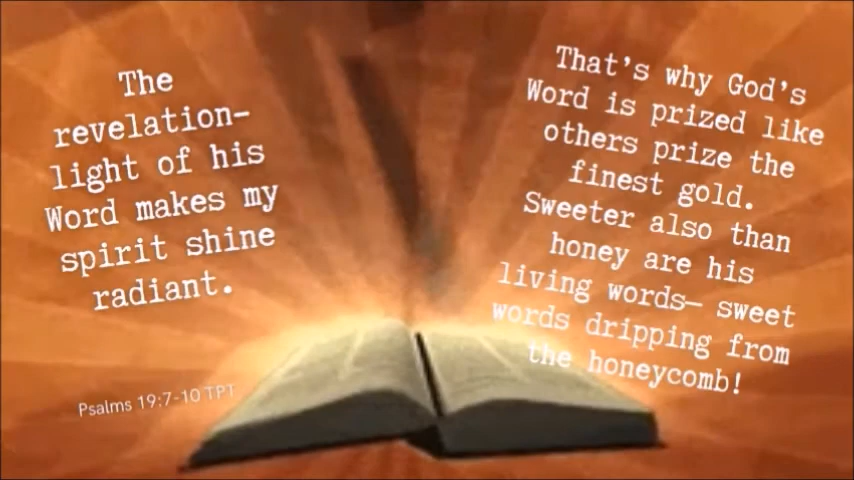 The
revelation–
light of his
Word makes my
spirit shine
radiant.
Psalms 19:7-10 TPT
That's why God's
Word is prized like
others prize the
finest gold.
Sweeter also than
honey are his
living words— sweet
words dripping from
the honeycomb!